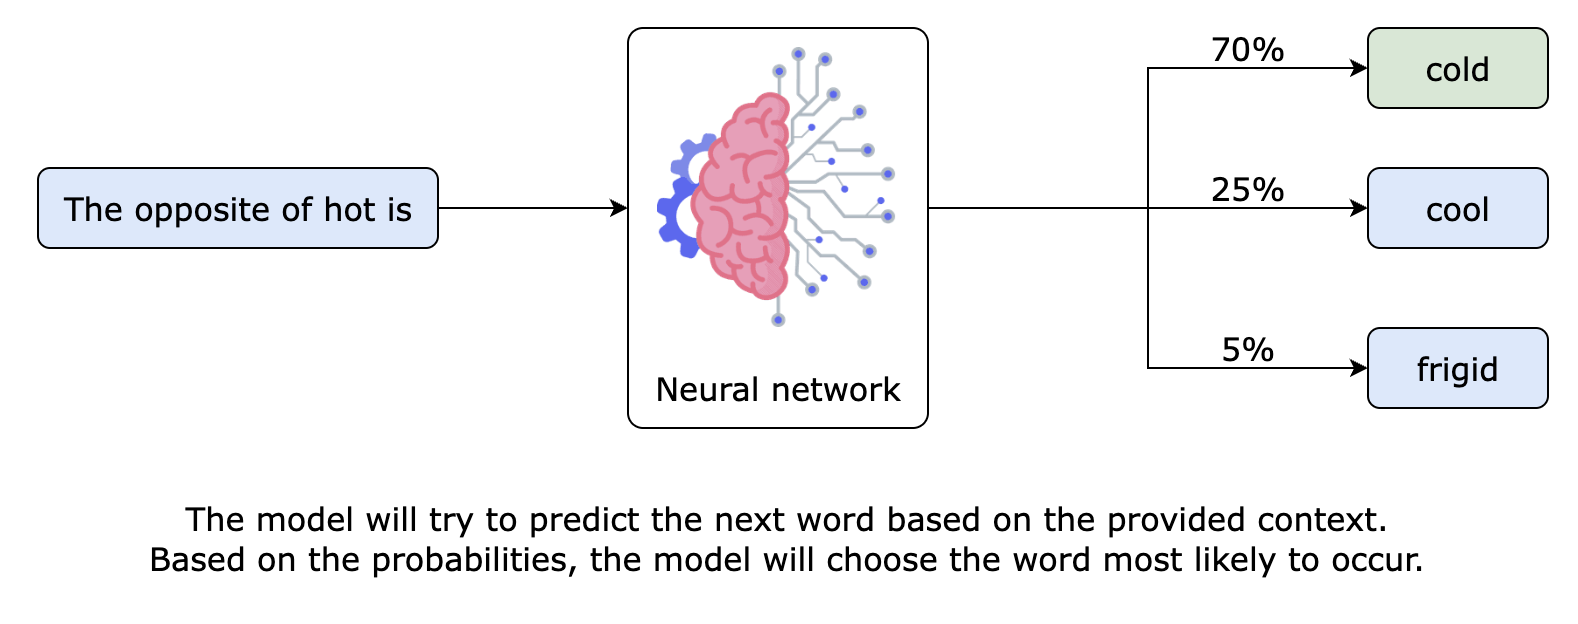 The opposite of hot is
Neural network
70%
cold
25%
cool
5%
frigid
The model will try to predict the next word based on the provided context.
Based on the probabilities, the model will choose the word most likely to occur.